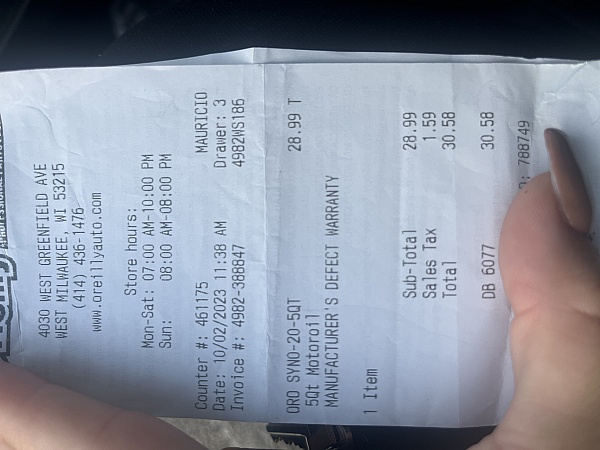 4030 WEST GREENFIELD AVE
WEST MILWAUKEE, WI 53215
(414) 436-1476
www.oreillyauto.com
Store hours:
Mon-Sat: 07:00 AM-10:00 PM
Sun: 08:00 AM-08:00 PM
Counter #: 461175 MAURICIO
Date: 10/02/2023 11:38 AM Drawer: 3
Invoice #: 4982-388847 4982WS186
ORO SYN0-20-5QT 28.99 T
5Qt Motoroil
MANUFACTURER'S DEFECT WARRANTY
1 Item
Sub-Total 28.99
Sales Tax 1.59
Total 30.58
DB 6077 30.58
: 788749